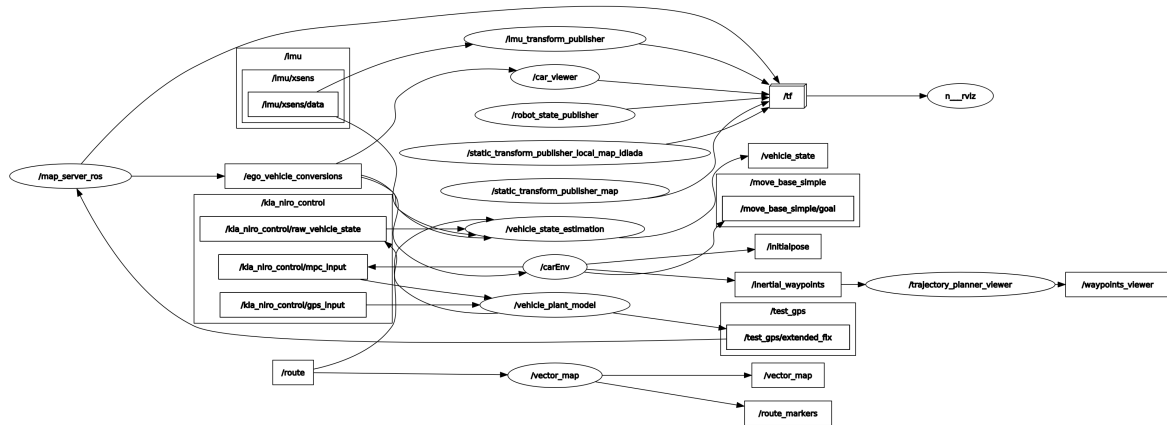 /imu_transform_publisher
/imu
/imu/xsens
/car_viewer
/imu/xsens/data
/tf
n___rviz
/robot_state_publisher
/static_transform_publisher_local_map_idiada
/vehicle_state
/map_server_ros
/ego_vehicle_conversions
/static_transform_publisher_map
/move_base_simple
/move_base_simple/goal
/kia_niro_control
/kia_niro_control/raw_vehicle_state
/vehicle_state_estimation
/initialpose
/kia_niro_control/mpc_input
/carEnv
/inertial_waypoints
/trajectory_planner_viewer
/waypoints_viewer
/kia_niro_control/gps_input
/vehicle_plant_model
/test_gps
/test_gps/extended_fix
/route
/vector_map
/vector_map
/route_markers